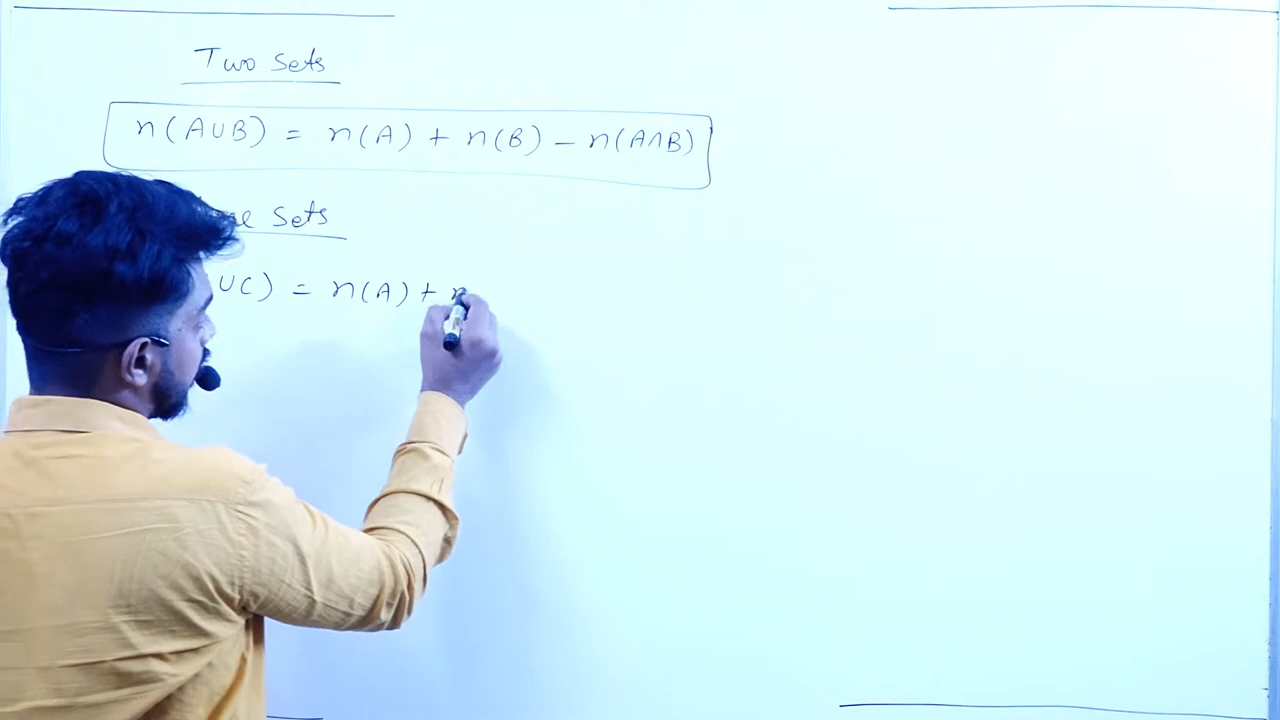 Two Sets
n(A∪B) = n(A) + n(B) - n(A∩B)
Sets
∪C) = n(A) + n